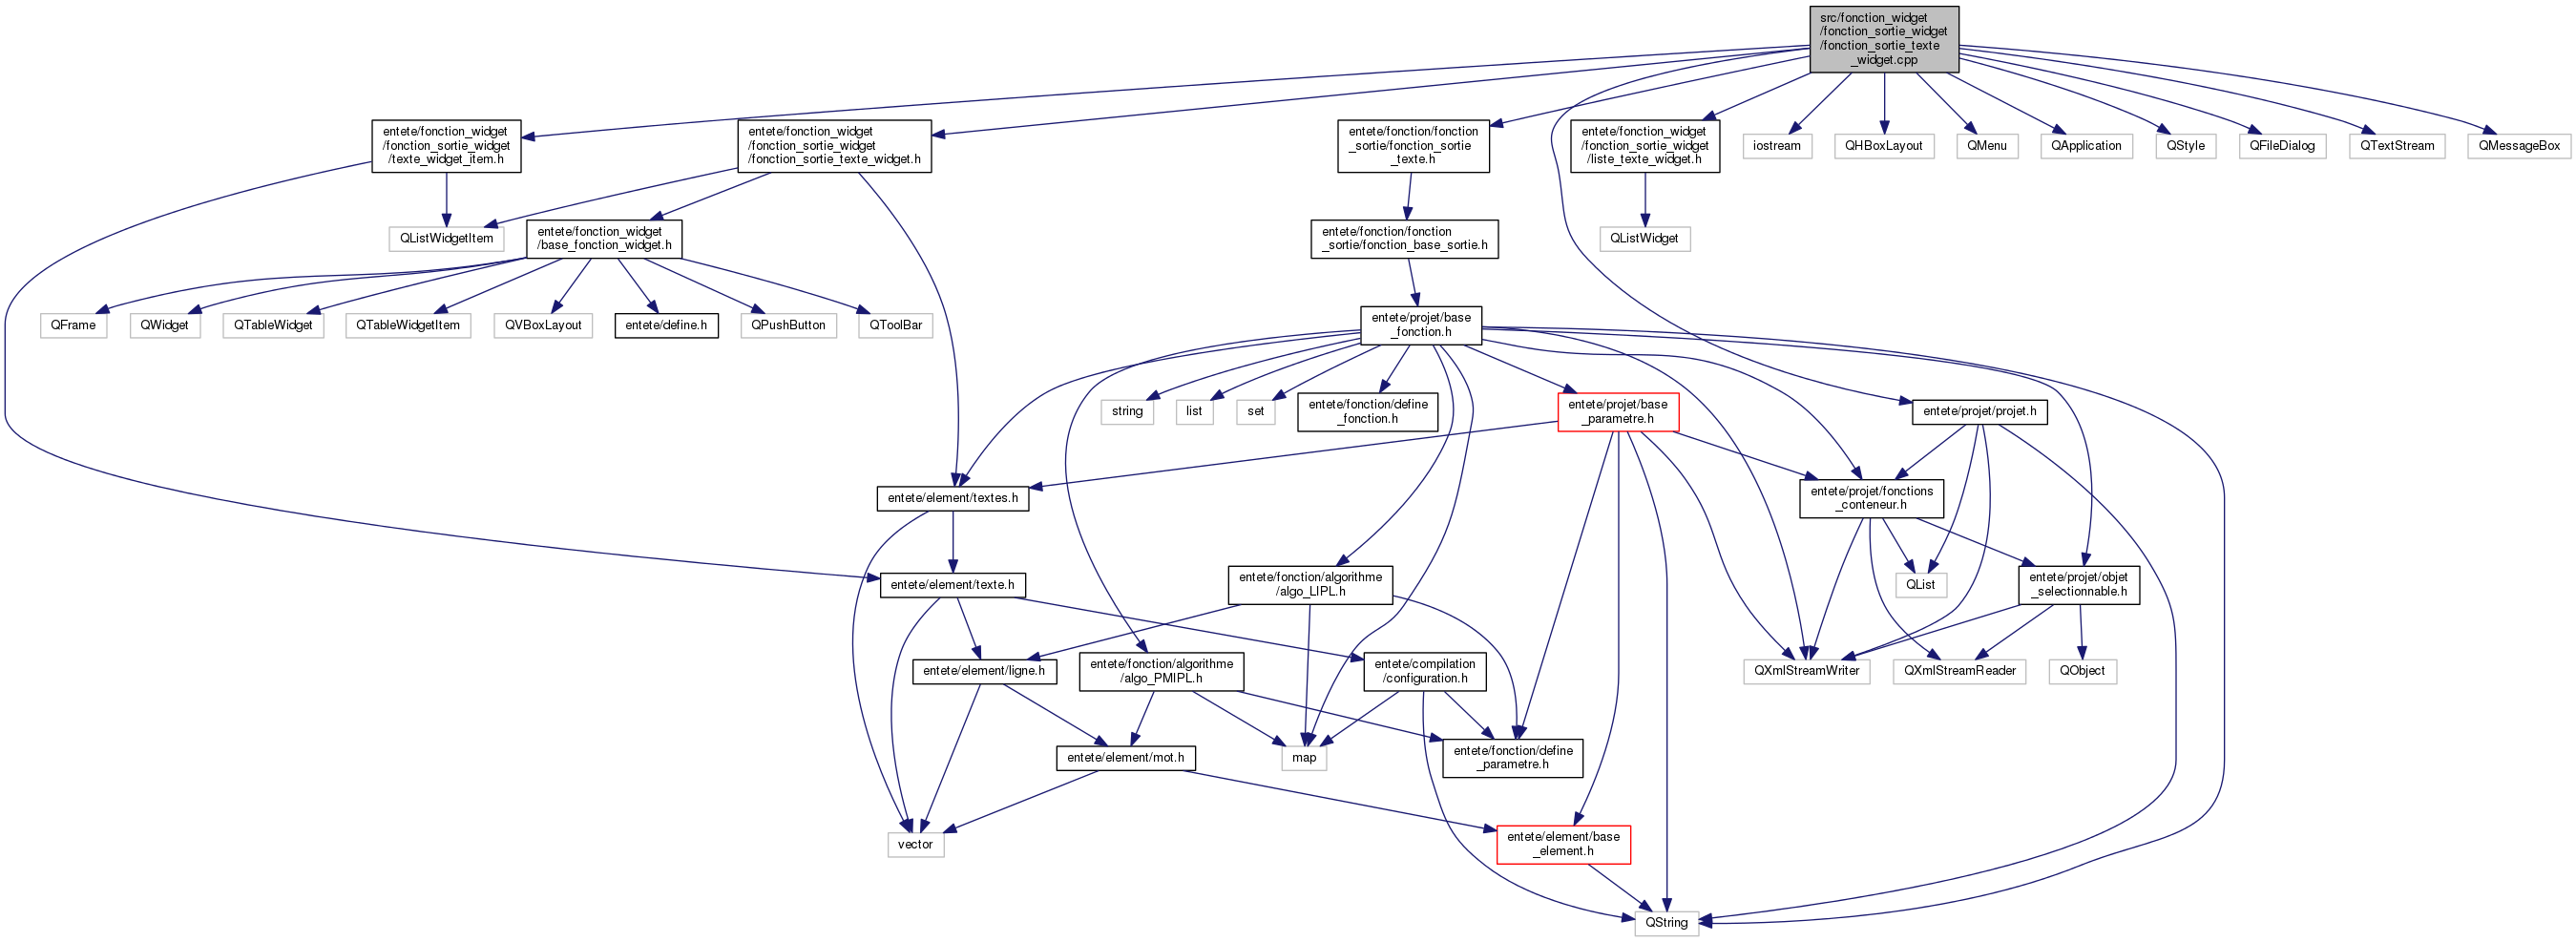 src/fonction_widget
/fonction_sortie_widget
/fonction_sortie_texte
_widget.cpp
entete/fonction_widget
/fonction_sortie_widget
/texte_widget_item.h
entete/fonction_widget
/fonction_sortie_widget
/fonction_sortie_texte_widget.h
entete/fonction/fonction
_sortie/fonction_sortie
_texte.h
entete/fonction_widget
/fonction_sortie_widget
/liste_texte_widget.h
iostream
QHBoxLayout
QMenu
QApplication
QStyle
QFileDialog
QTextStream
QMessageBox
QListWidgetItem
entete/fonction_widget
/base_fonction_widget.h
entete/fonction/fonction
_sortie/fonction_base_sortie.h
QListWidget
QFrame
QWidget
QTableWidget
QTableWidgetItem
QVBoxLayout
entete/define.h
QPushButton
QToolBar
entete/projet/base
_fonction.h
string
list
set
entete/fonction/define
_fonction.h
entete/projet/base
_parametre.h
entete/projet/projet.h
entete/element/textes.h
entete/projet/fonctions
_conteneur.h
entete/element/texte.h
entete/fonction/algorithme
/algo_LIPL.h
QList
entete/projet/objet
_selectionnable.h
entete/element/ligne.h
entete/fonction/algorithme
/algo_PMIPL.h
entete/compilation
/configuration.h
QXmlStreamWriter
QXmlStreamReader
QObject
entete/element/mot.h
map
entete/fonction/define
_parametre.h
vector
entete/element/base
_element.h
QString